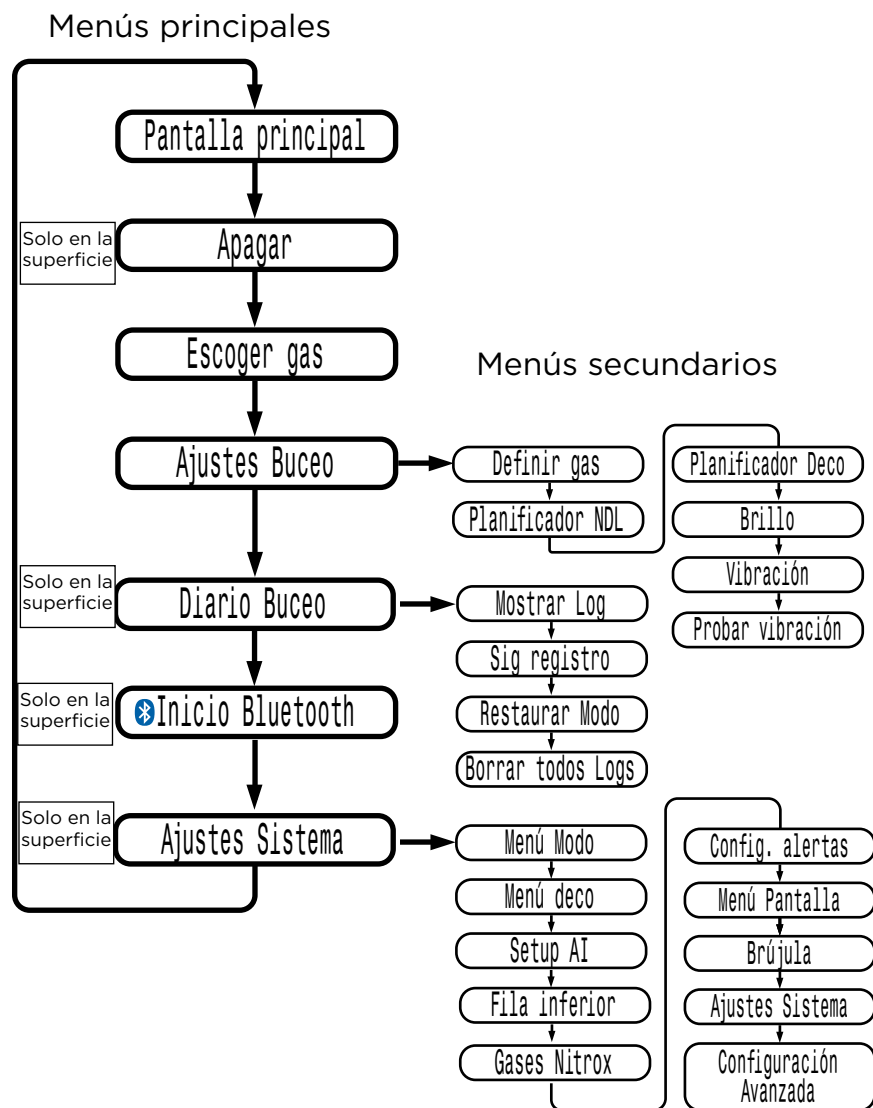 Menús principales
Pantalla principal
Solo en la
superficie
Apagar
Escoger gas
Menús secundarios
Ajustes Buceo
Definir gas
Planificador NDL
Planificador Deco
Brillo
Vibración
Probar vibración
Solo en la
superficie
Diario Buceo
Mostrar Log
Sig registro
Restaurar Modo
Borrar todos Logs
Solo en la
superficie
Inicio Bluetooth
Solo en la
superficie
Ajustes Sistema
Menú Modo
Menú deco
Setup AI
Fila inferior
Gases Nitrox
Config. alertas
Menú Pantalla
Brújula
Ajustes Sistema
Configuración
Avanzada